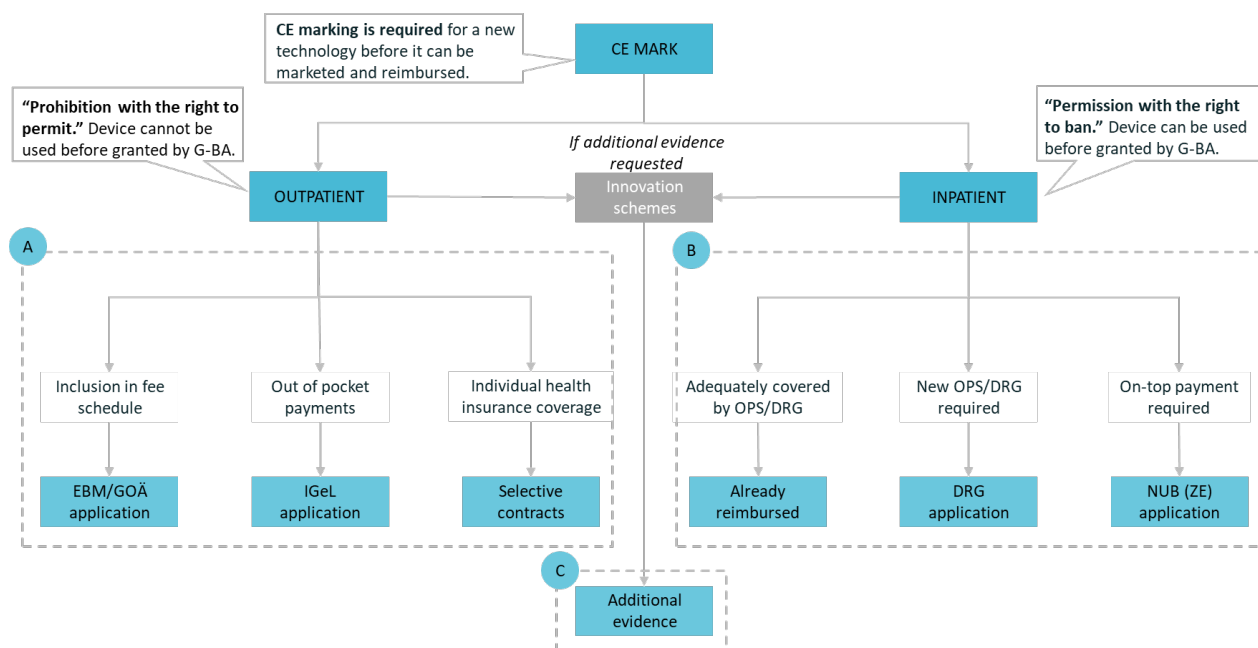 CE marking is required for a new
technology before it can be
marketed and reimbursed.
CE MARK
“Prohibition with the right to
permit.” Device cannot be
used before granted by G-BA.
“Permission with the right
to ban.” Device can be used
before granted by G-BA.
If additional evidence
requested
OUTPATIENT
Innovation
schemes
INPATIENT
A
Inclusion in fee
schedule
Out of pocket
payments
Individual health
insurance coverage
EBM/GOÄ
application
IGeL
application
Selective
contracts
B
Adequately covered
by OPS/DRG
New OPS/DRG
required
On-top payment
required
Already
reimbursed
DRG
application
NUB (ZE)
application
C
Additional
evidence